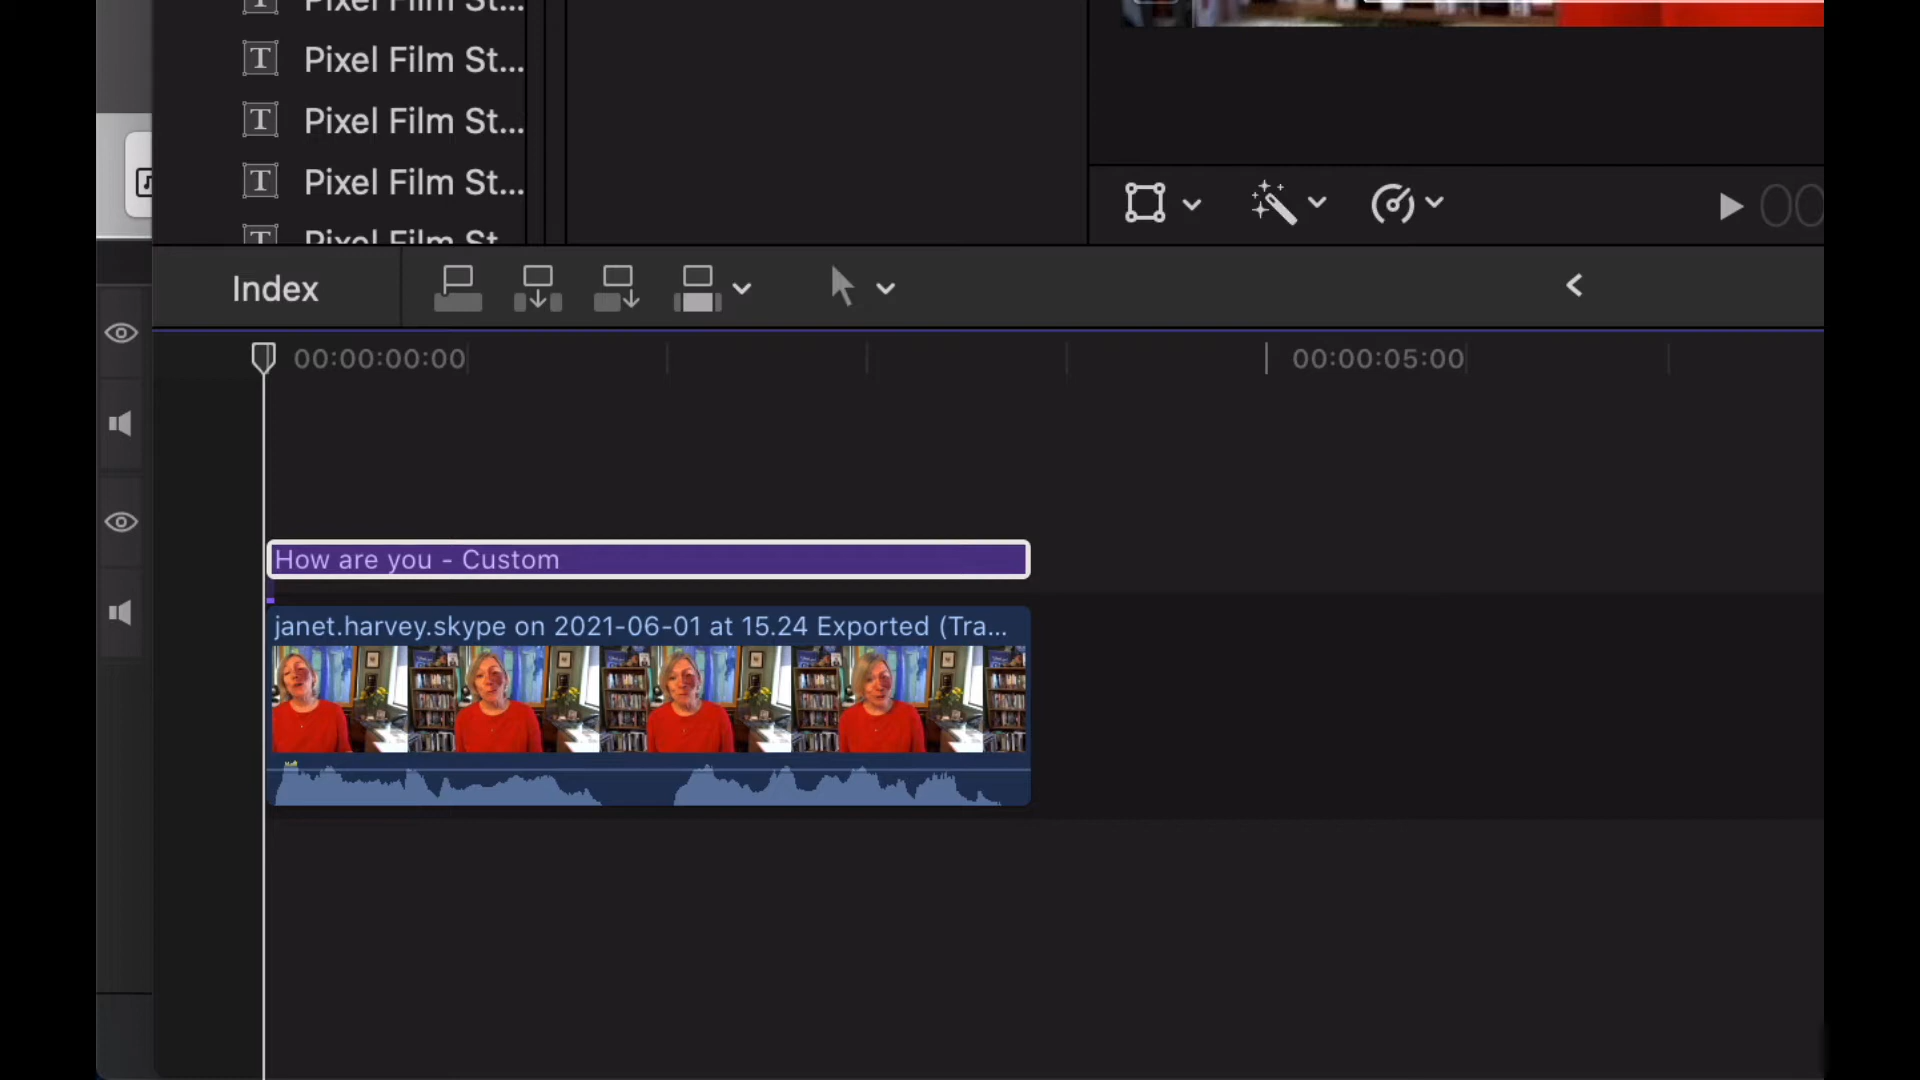 Pixel Film St...
Pixel Film St...
Pixel Film St...
Pixel Film St...
Pixel Film St
00
Index
00:00:00:00
00:00:05:00
How are you - Custom
janet.harvey.skype on 2021-06-01 at 15.24 Exported (Tra...